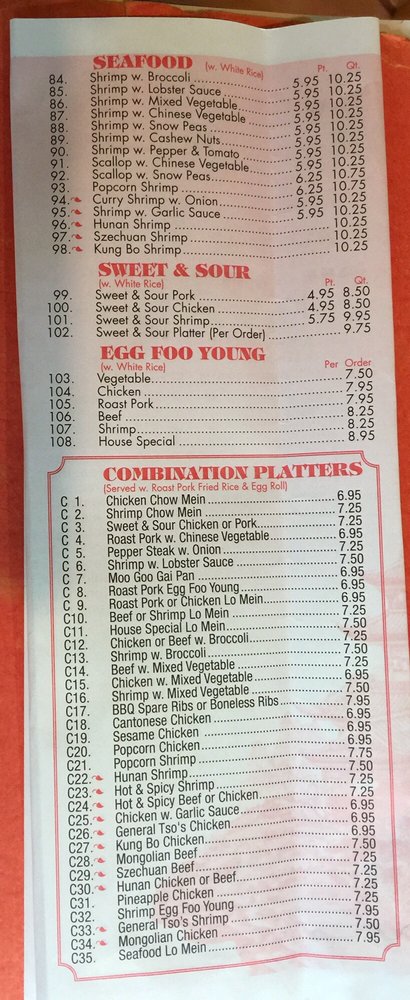 SEAFOOD (w. White Rice) Pt. Qt.
84. Shrimp w. Broccoli 5.95 10.25
85. Shrimp w. Lobster Sauce 5.95 10.25
86. Shrimp w. Mixed Vegetable 5.95 10.25
87. Shrimp w. Chinese Vegetable 5.95 10.25
88. Shrimp w. Snow Peas 5.95 10.25
89. Shrimp w. Cashew Nuts 5.95 10.25
90. Shrimp w. Pepper & Tomato 5.95 10.25
91. Scallop w. Chinese Vegetable 5.95 10.25
92. Scallop w. Snow Peas 6.25 10.75
93. Popcorn Shrimp 6.25 10.75
94. Curry Shrimp w. Onion 5.95 10.25
95. Shrimp w. Garlic Sauce 5.95 10.25
96. Hunan Shrimp 10.25
97. Szechuan Shrimp 10.25
98. Kung Bo Shrimp 10.25
SWEET & SOUR
(w. White Rice) Pt. Qt.
99. Sweet & Sour Pork 4.95 8.50
100. Sweet & Sour Chicken 4.95 8.50
101. Sweet & Sour Shrimp 5.75 9.95
102. Sweet & Sour Platter (Per Order) 9.75
EGG FOO YOUNG
(w. White Rice) Per Order
103. Vegetable 7.50
104. Chicken 7.95
105. Roast Pork 7.95
106. Beef 8.25
107. Shrimp 8.25
108. House Special 8.95
COMBINATION PLATTERS
(Served w. Roast Pork Fried Rice & Egg Roll)
C 1. Chicken Chow Mein 6.95
C 2. Shrimp Chow Mein 7.25
C 3. Sweet & Sour Chicken or Pork 7.25
C 4. Roast Pork w. Chinese Vegetable 6.95
C 5. Pepper Steak w. Onion 7.25
C 6. Shrimp w. Lobster Sauce 7.50
C 7. Moo Goo Gai Pan 6.95
C 8. Roast Pork Egg Foo Young 6.95
C 9. Roast Pork or Chicken Lo Mein 6.95
C10. Beef or Shrimp Lo Mein 7.25
C11. House Special Lo Mein 7.50
C12. Chicken or Beef w. Broccoli 7.25
C13. Shrimp w. Broccoli 7.50
C14. Beef w. Mixed Vegetable 7.25
C15. Chicken w. Mixed Vegetable 6.95
C16. Shrimp w. Mixed Vegetable 7.50
C17. BBQ Spare Ribs or Boneless Ribs 7.95
C18. Cantonese Chicken 6.95
C19. Sesame Chicken 6.95
C20. Popcorn Chicken 6.95
C21. Popcorn Shrimp 7.75
C22. Hunan Shrimp 7.50
C23. Hot & Spicy Shrimp 7.25
C24. Hot & Spicy Beef or Chicken 7.25
C25. Chicken w. Garlic Sauce 6.95
C26. General Tso's Chicken 6.95
C27. Kung Bo Chicken 6.95
C28. Mongolian Beef 7.50
C29. Szechuan Beef 7.25
C30. Hunan Chicken or Beef 7.25
C31. Pineapple Chicken 7.25
C32. Shrimp Egg Foo Young 7.25
C33. General Tso's Shrimp 7.95
C34. Mongolian Chicken 7.50
C35. Seafood Lo Mein 7.95